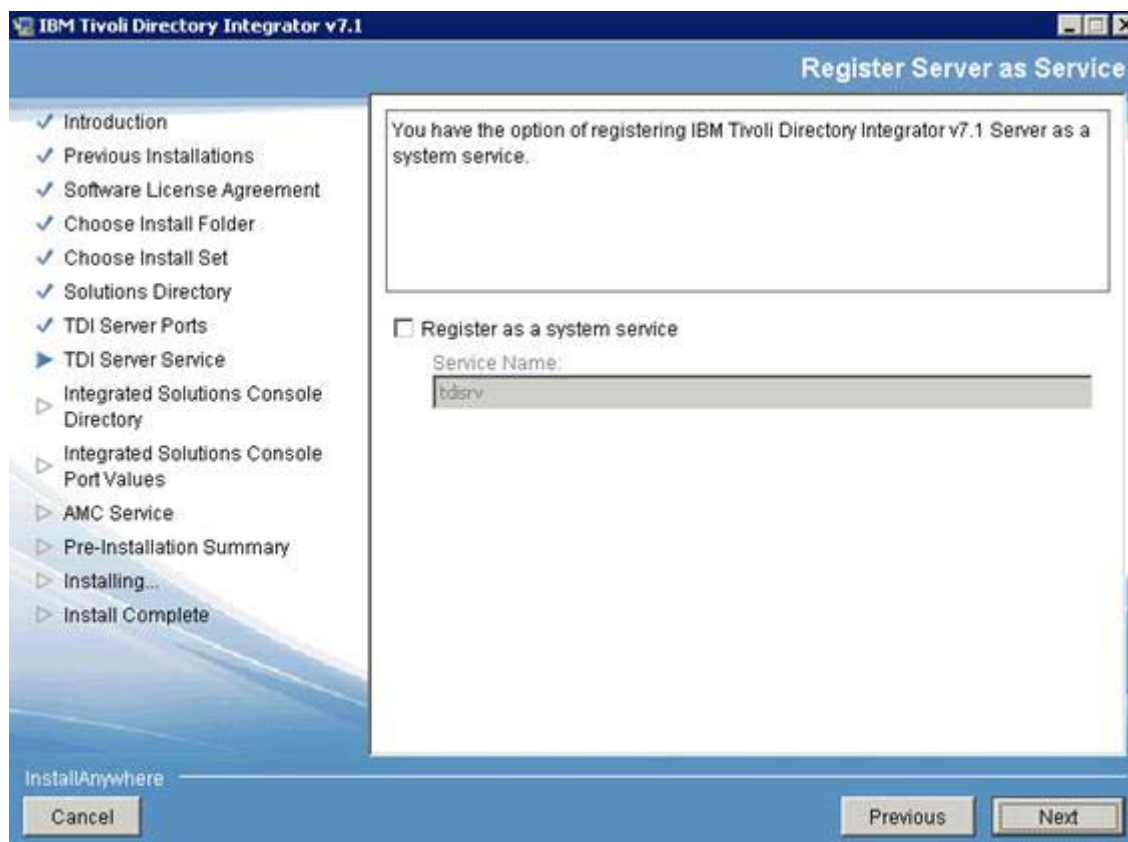 IBM Tivoli Directory Integrator v7.1
Register Server as Service
Introduction
Previous Installations
Software License Agreement
Choose Install Folder
Choose Install Set
Solutions Directory
TDI Server Ports
TDI Server Service
Integrated Solutions Console
Directory
Integrated Solutions Console
Port Values
AMC Service
Pre-Installation Summary
Installing...
Install Complete
You have the option of registering IBM Tivoli Directory Integrator v7.1 Server as a
system service.
Register as a system service
Service Name:
tdisrv
InstallAnywhere
Cancel
Previous
Next